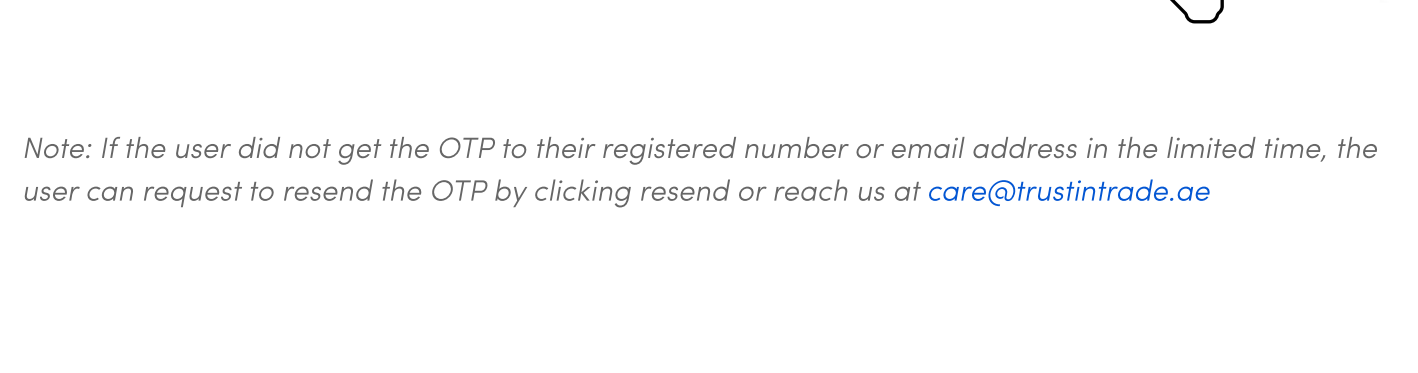 Note: If the user did not get the OTP to their registered number or email address in the limited time, the
user can request to resend the OTP by clicking resend or reach us at care@trustintrade.ae